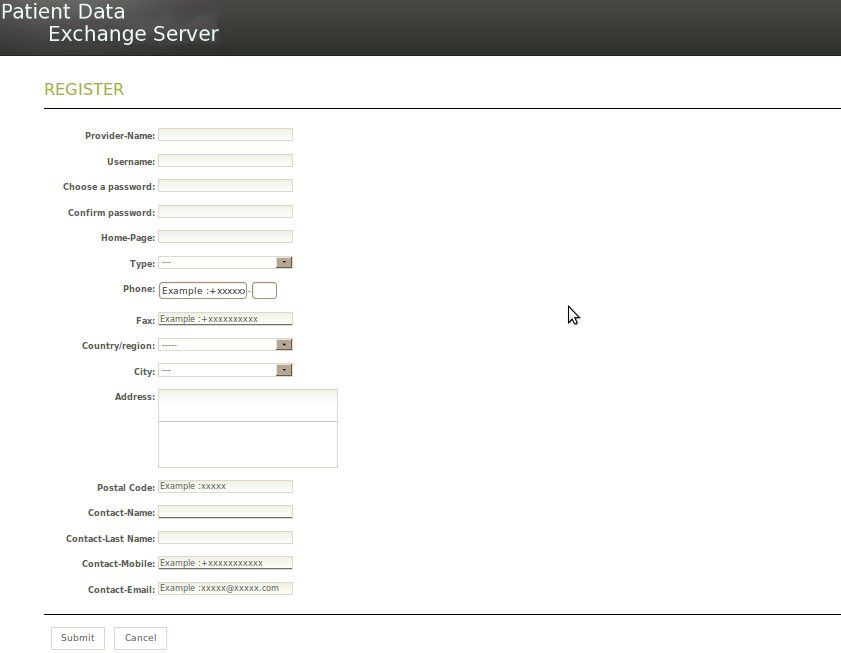 Patient Data
Exchange Server
REGISTER
Provider-Name:
Username:
Choose a password:
Confirm password:
Home-Page:
Type: ---
Phone: Example :+xxxxxx -
Fax: Example :+xxxxxxxxxx
Country/region: -----
City: ---
Address:
Postal Code: Example :xxxxx
Contact-Name:
Contact-Last Name:
Contact-Mobile: Example :+xxxxxxxxxxx
Contact-Email: Example :xxxxx@xxxxx.com
Submit Cancel